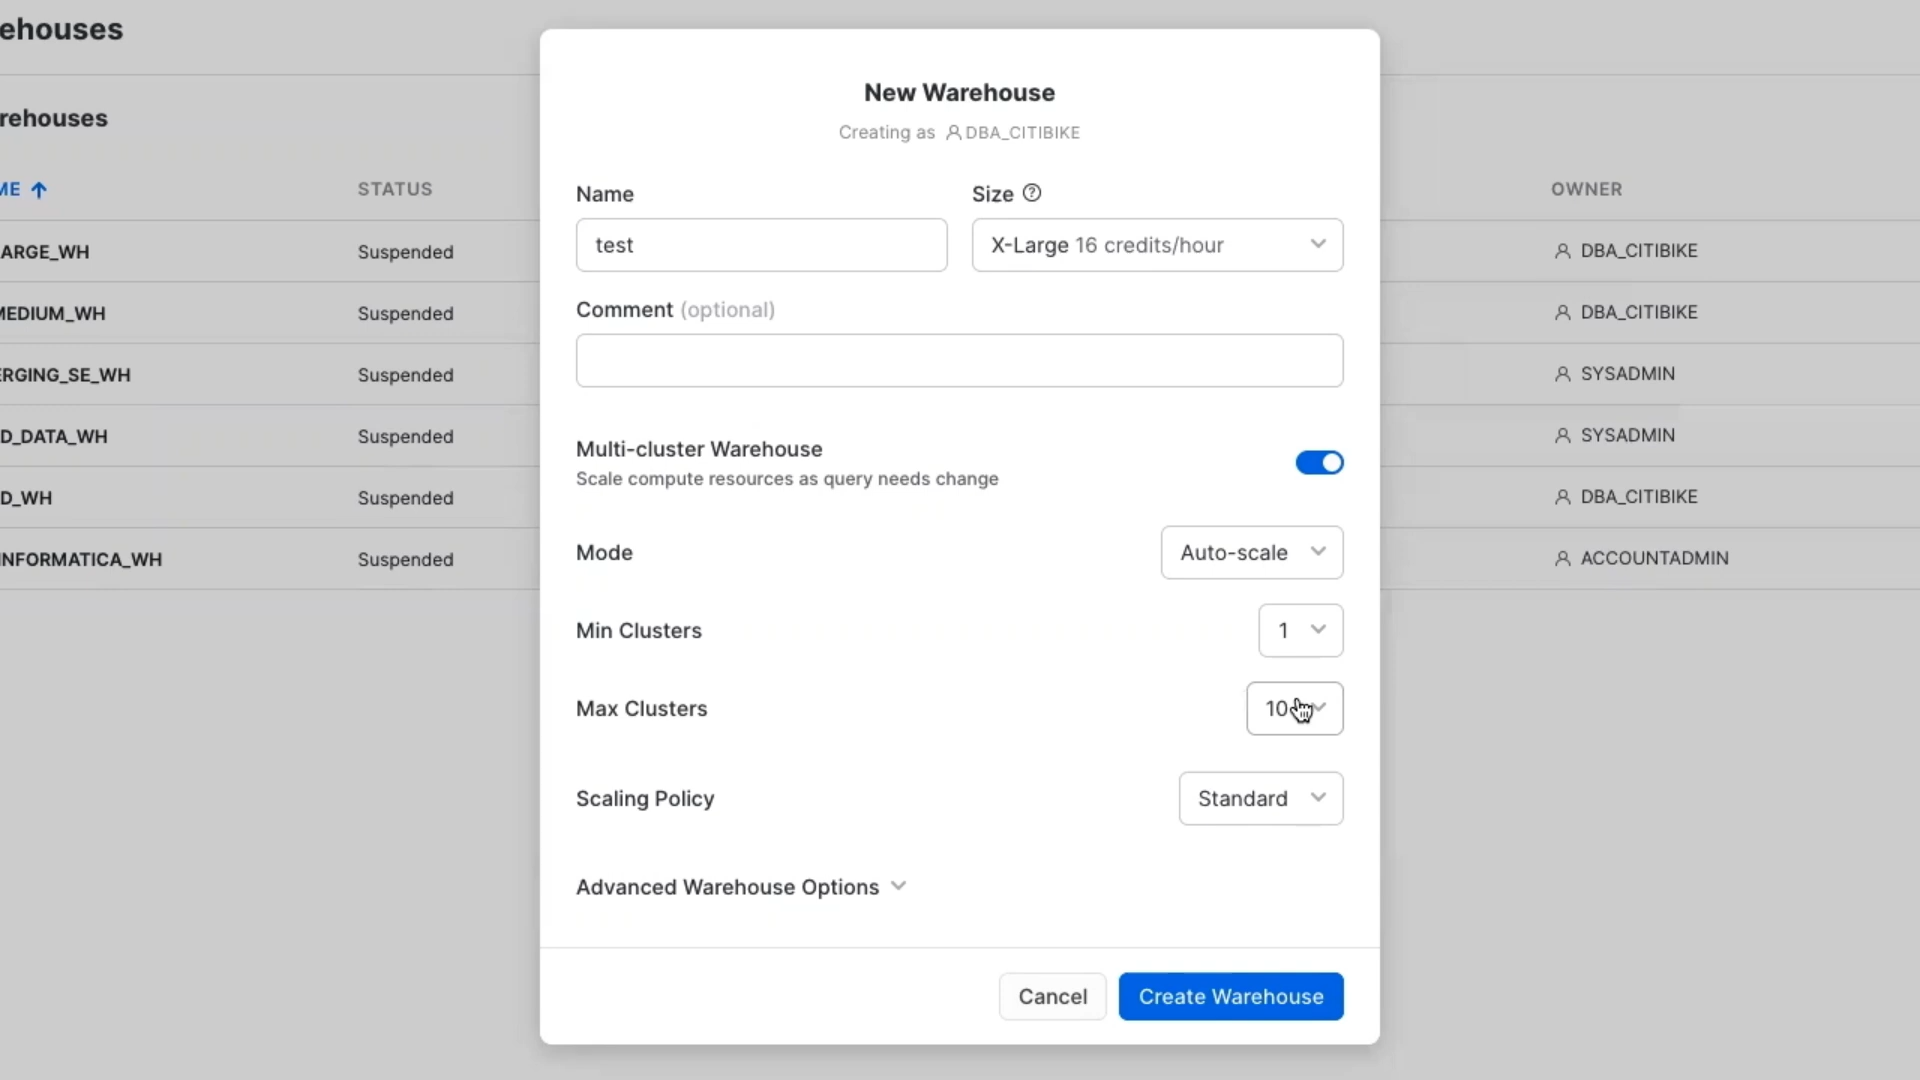 ehouses
rehouses
ME STATUS OWNER
ARGE_WH Suspended DBA_CITIBIKE
MEDIUM_WH Suspended DBA_CITIBIKE
ERGING_SE_WH Suspended SYSADMIN
D_DATA_WH Suspended SYSADMIN
D_WH Suspended DBA_CITIBIKE
INFORMATICA_WH Suspended ACCOUNTADMIN
New Warehouse
Creating as DBA_CITIBIKE
Name Size
test X-Large 16 credits/hour
Comment (optional)
Multi-cluster Warehouse
Scale compute resources as query needs change
Mode Auto-scale
Min Clusters 1
Max Clusters 10
Scaling Policy Standard
Advanced Warehouse Options
Cancel Create Warehouse